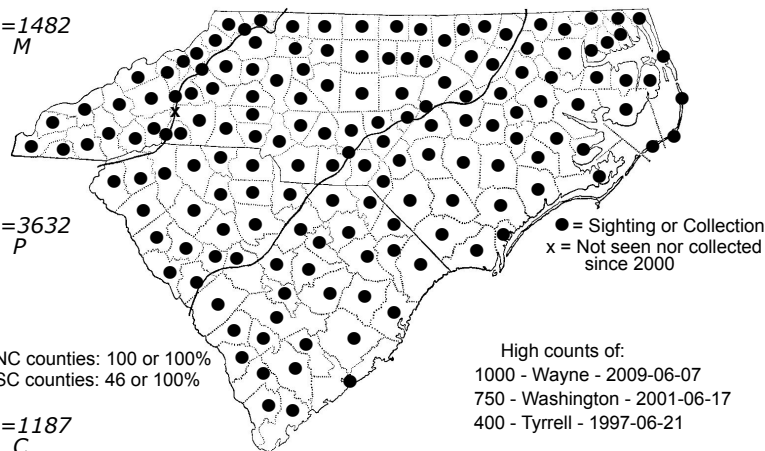 =1482
M
=3632
P
● = Sighting or Collection
x = Not seen nor collected
since 2000
x
NC counties: 100 or 100%
SC counties: 46 or 100%
High counts of:
1000 - Wayne - 2009-06-07
750 - Washington - 2001-06-17
400 - Tyrrell - 1997-06-21
=1187
C